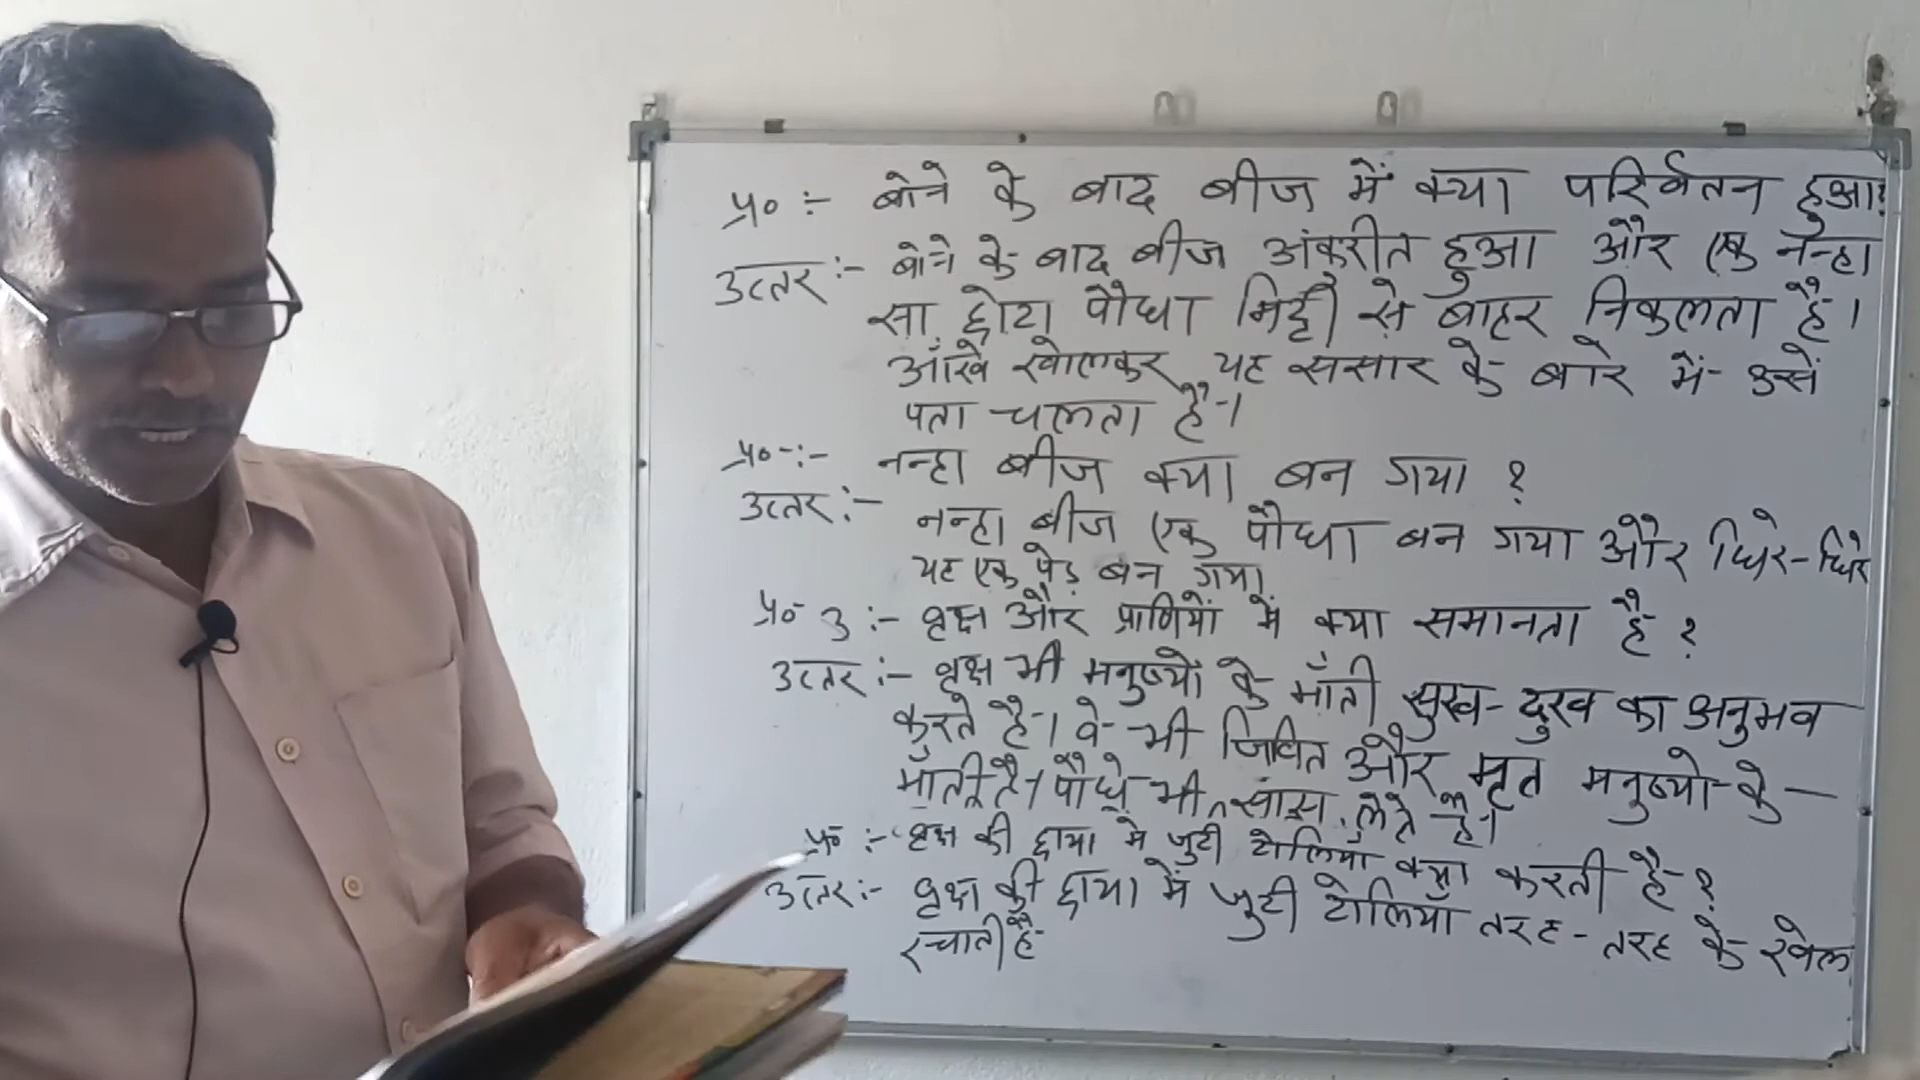 प्र० :- बोने के बाद बीज में क्या परिर्वतन हुआ?
उत्तर :- बोने के बाद बीज अंकुरीत हुआ और एक नन्हा
सा छोटा पौधा मिट्टी से बाहर निकलता है।
आँखे खोलकर यह संसार के बारे में उसे
पता चलता है।
प्र० :- नन्हा बीज क्या बन गया ?
उत्तर :- नन्हा बीज एक पौधा बन गया और धिरे-धिरे
यह एक पेड़ बन गया
प्र० 3 :- वृक्ष और प्राणियों में क्या समानता है ?
उत्तर :- वृक्ष भी मनुष्यों के भाँती सुख-दुख का अनुभव
करते है। वे भी जिवित और मृत मनुष्यो के
भाँती है। पौधे भी सांस लेते है।
प्र० :- वृक्ष की छाया मे जुटी टोलियाँ क्या करती है ?
उत्तर :- वृक्ष की छाया में जुटी टोलियाँ तरह-तरह के खेल
रचाती है